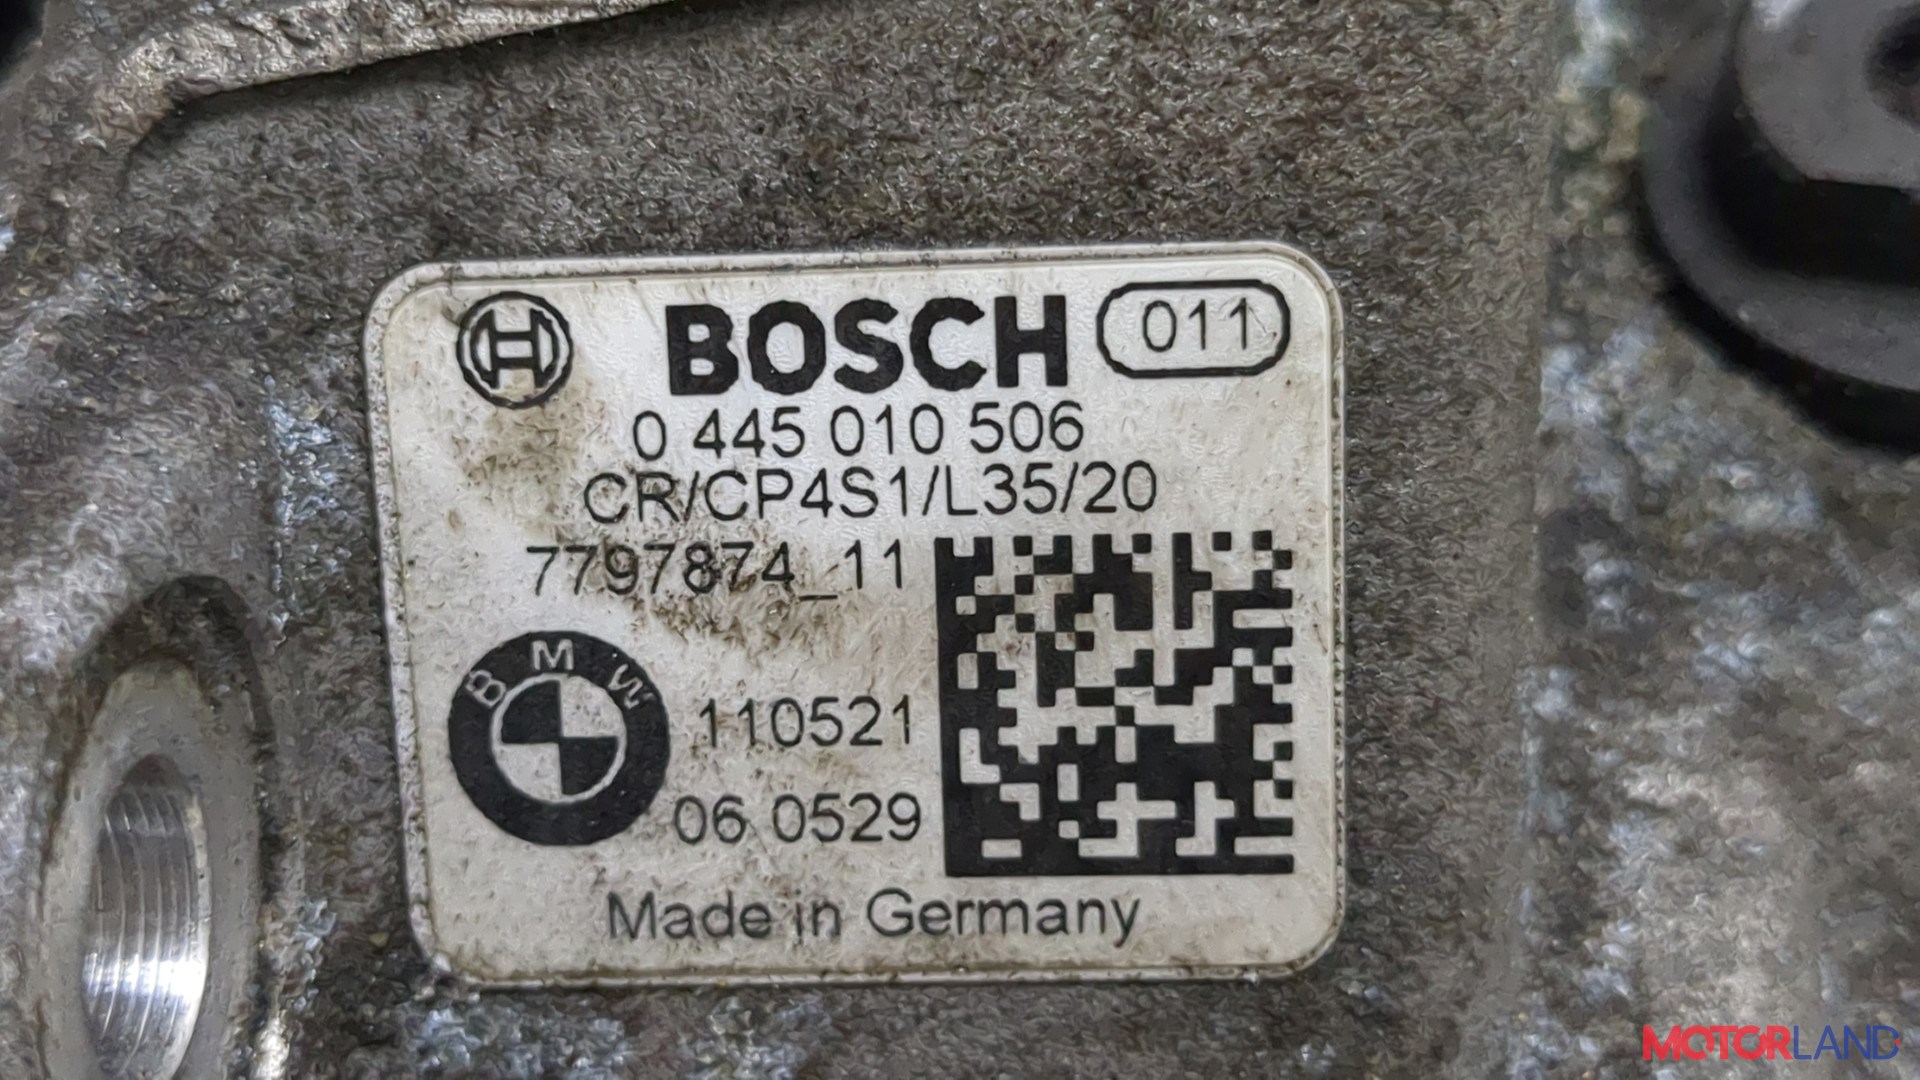 BOSCH 011
0 445 010 506
CR/CP4S1/L35/20
7797874_11
BMW
110521
06 0529
Made in Germany
MOTORLAND